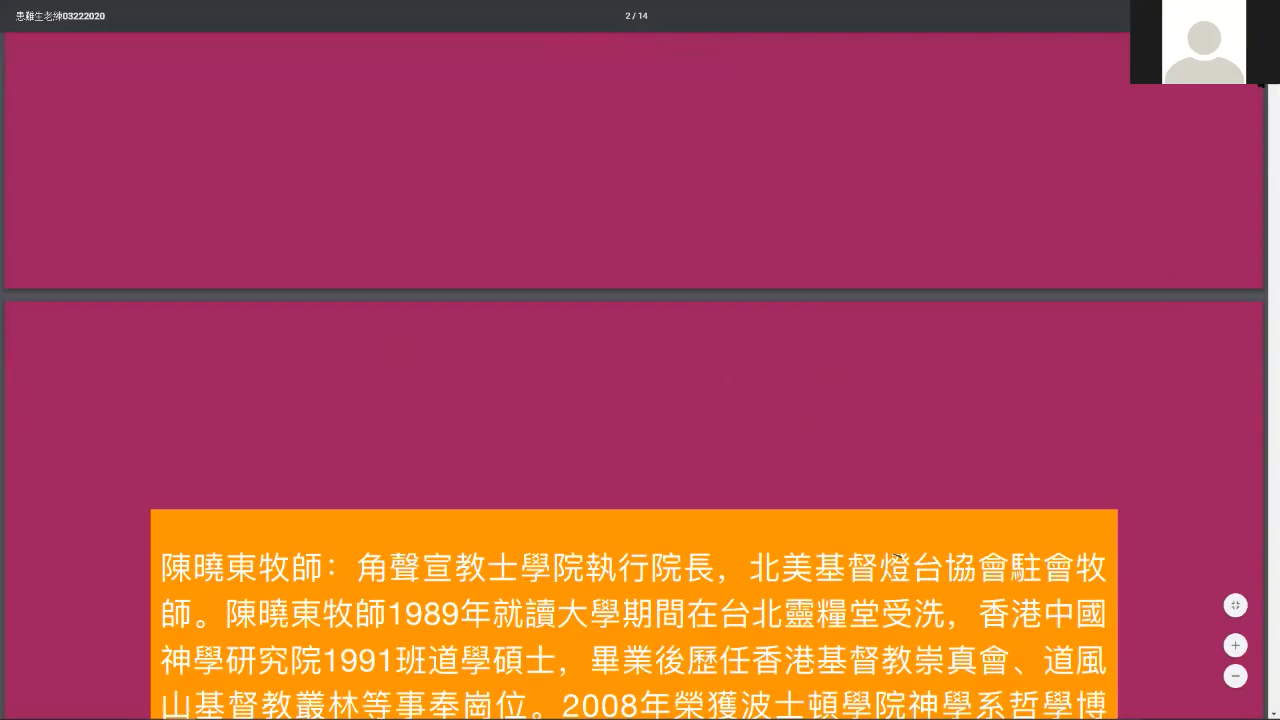 患難生老練03222020
2 / 14
陳曉東牧師：角聲宣教士學院執行院長，北美基督燈台協會駐會牧
師。陳曉東牧師1989年就讀大學期間在台北靈糧堂受洗，香港中國
神學研究院1991班道學碩士，畢業後歷任香港基督教崇真會、道風
山基督教叢林等事奉崗位。2008年榮獲波士頓學院神學系哲學博